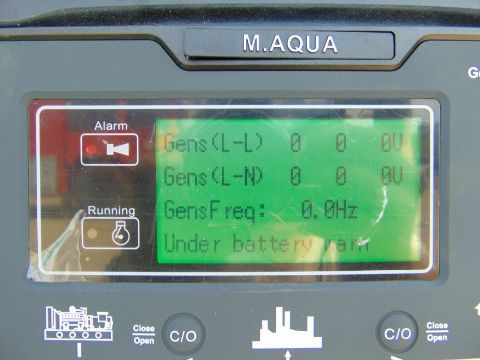 M.AQUA
Alarm
Gens(L-L) 0 0 0V
Gens(L-N) 0 0 0V
GensFreq: 0.0Hz
Under battery warn
Running
Close
Open
C/O
Close
Open
C/O